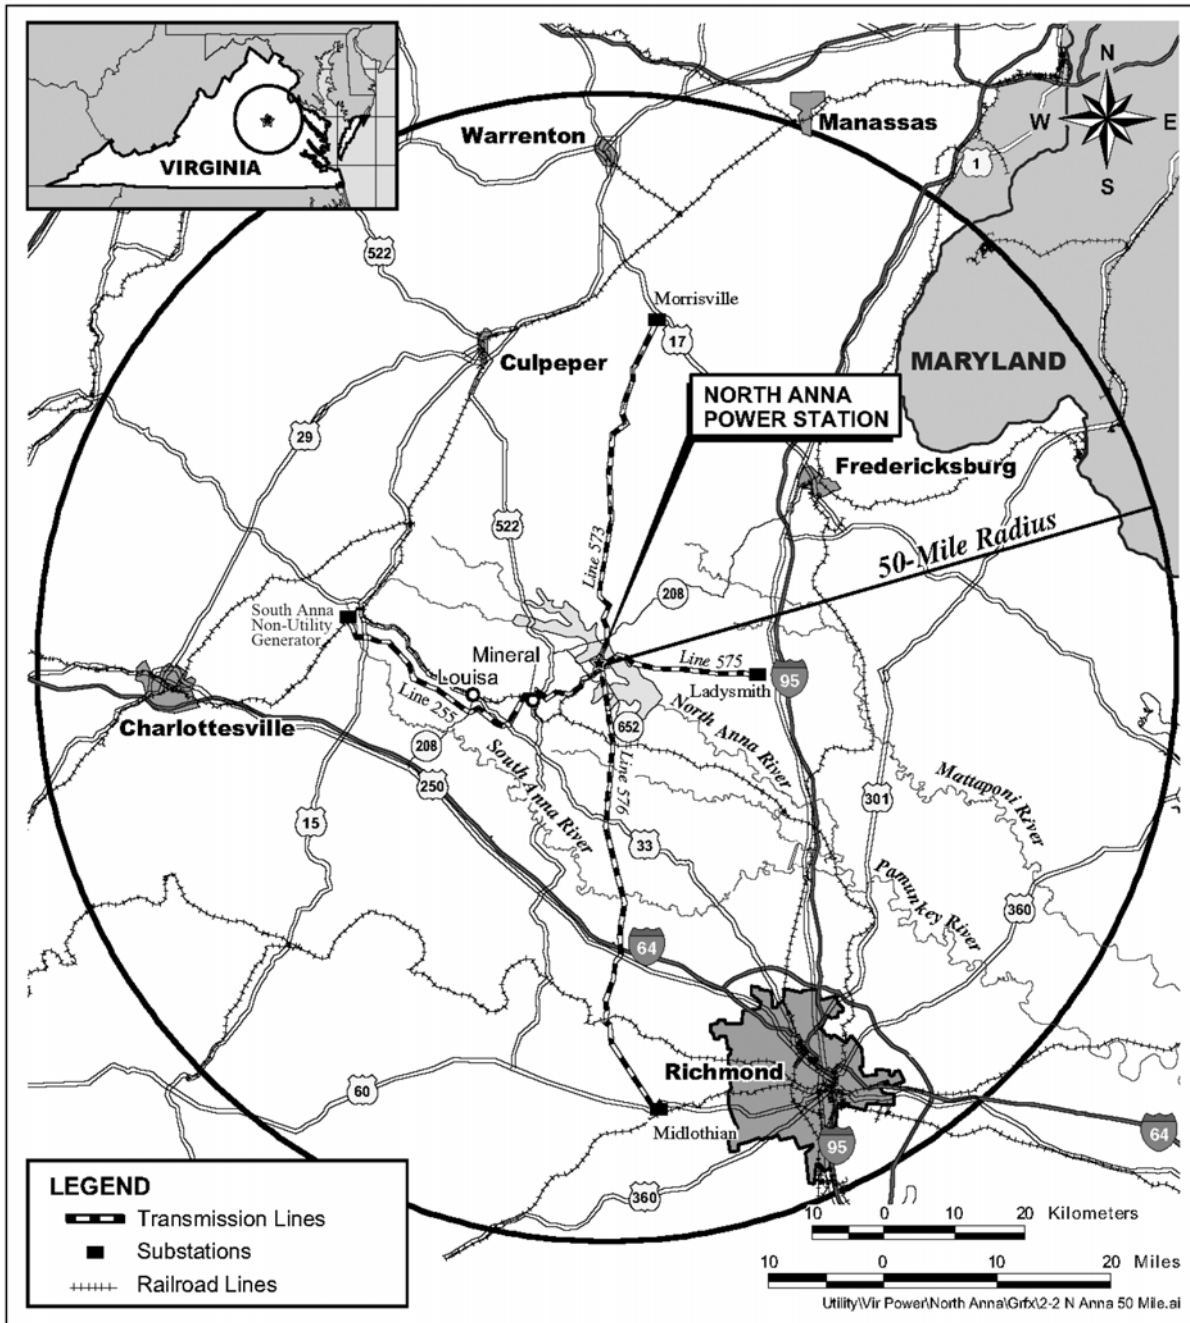 N
W
E
S
VIRGINIA
Warrenton
Manassas
1
522
Morrisville
17
Culpeper
MARYLAND
NORTH ANNA
POWER STATION
29
Fredericksburg
522
50-Mile Radius
Line 573
208
South Anna
Non-Utility
Generator
Mineral
Louisa
Line 575
Ladysmith
95
Line 255
Charlottesville
208
652
North Anna River
South Anna River
Line 576
250
15
33
301
Mattaponi River
Pamunkey River
360
64
Richmond
60
Midlothian
95
64
360
LEGEND
Transmission Lines
Substations
Railroad Lines
10 0 10 20 Kilometers
10 0 10 20 Miles
Utility\Vir Power\North Anna\Grfx\2-2 N Anna 50 Mile.ai